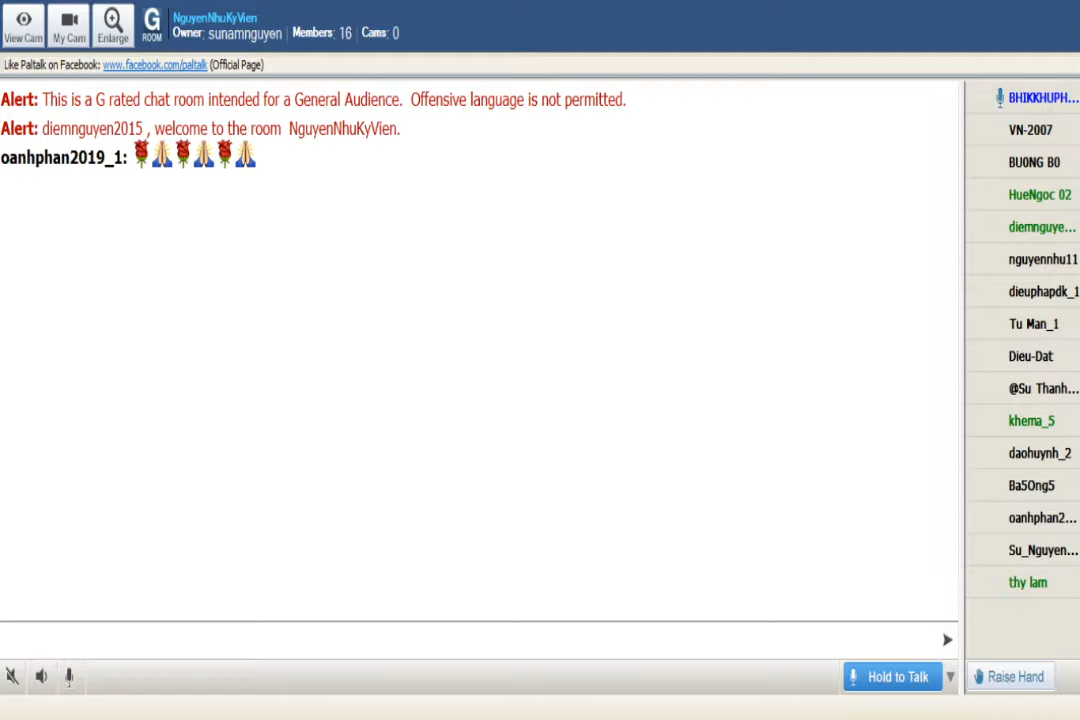 View Cam
My Cam
Enlarge
G
ROOM
NguyenNhuKyVien
Owner: sunamnguyen | Members: 16 | Cams: 0
Like Paltalk on Facebook: www.facebook.com/paltalk (Official Page)
Alert: This is a G rated chat room intended for a General Audience. Offensive language is not permitted.
Alert: diemnguyen2015 , welcome to the room NguyenNhuKyVien.
oanhphan2019_1: 🌹🙏🌹🙏🌹🙏
BHIKKHUPH...
VN-2007
BU0NG B0
HueNgoc 02
diemnguye...
nguyennhu11
dieuphapdk_1
Tu Man_1
Dieu-Dat
@Su Thanh...
khema_5
daohuynh_2
Ba5Ong5
oanhphan2...
Su_Nguyen...
thy lam
Hold to Talk
Raise Hand